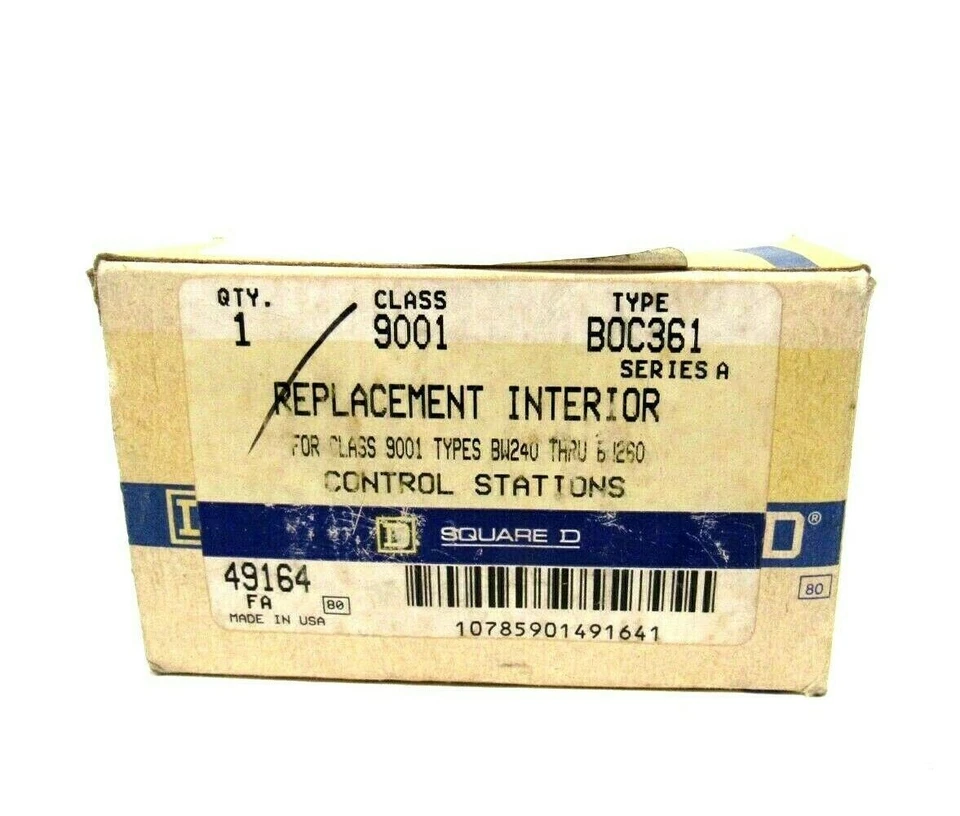 QTY. CLASS TYPE
1 9001 BOC361
SERIES A
REPLACEMENT INTERIOR
FOR CLASS 9001 TYPES BW240 THRU BW260
CONTROL STATIONS
D SQUARE D D®
49164
FA 80 80
MADE IN USA
10785901491641